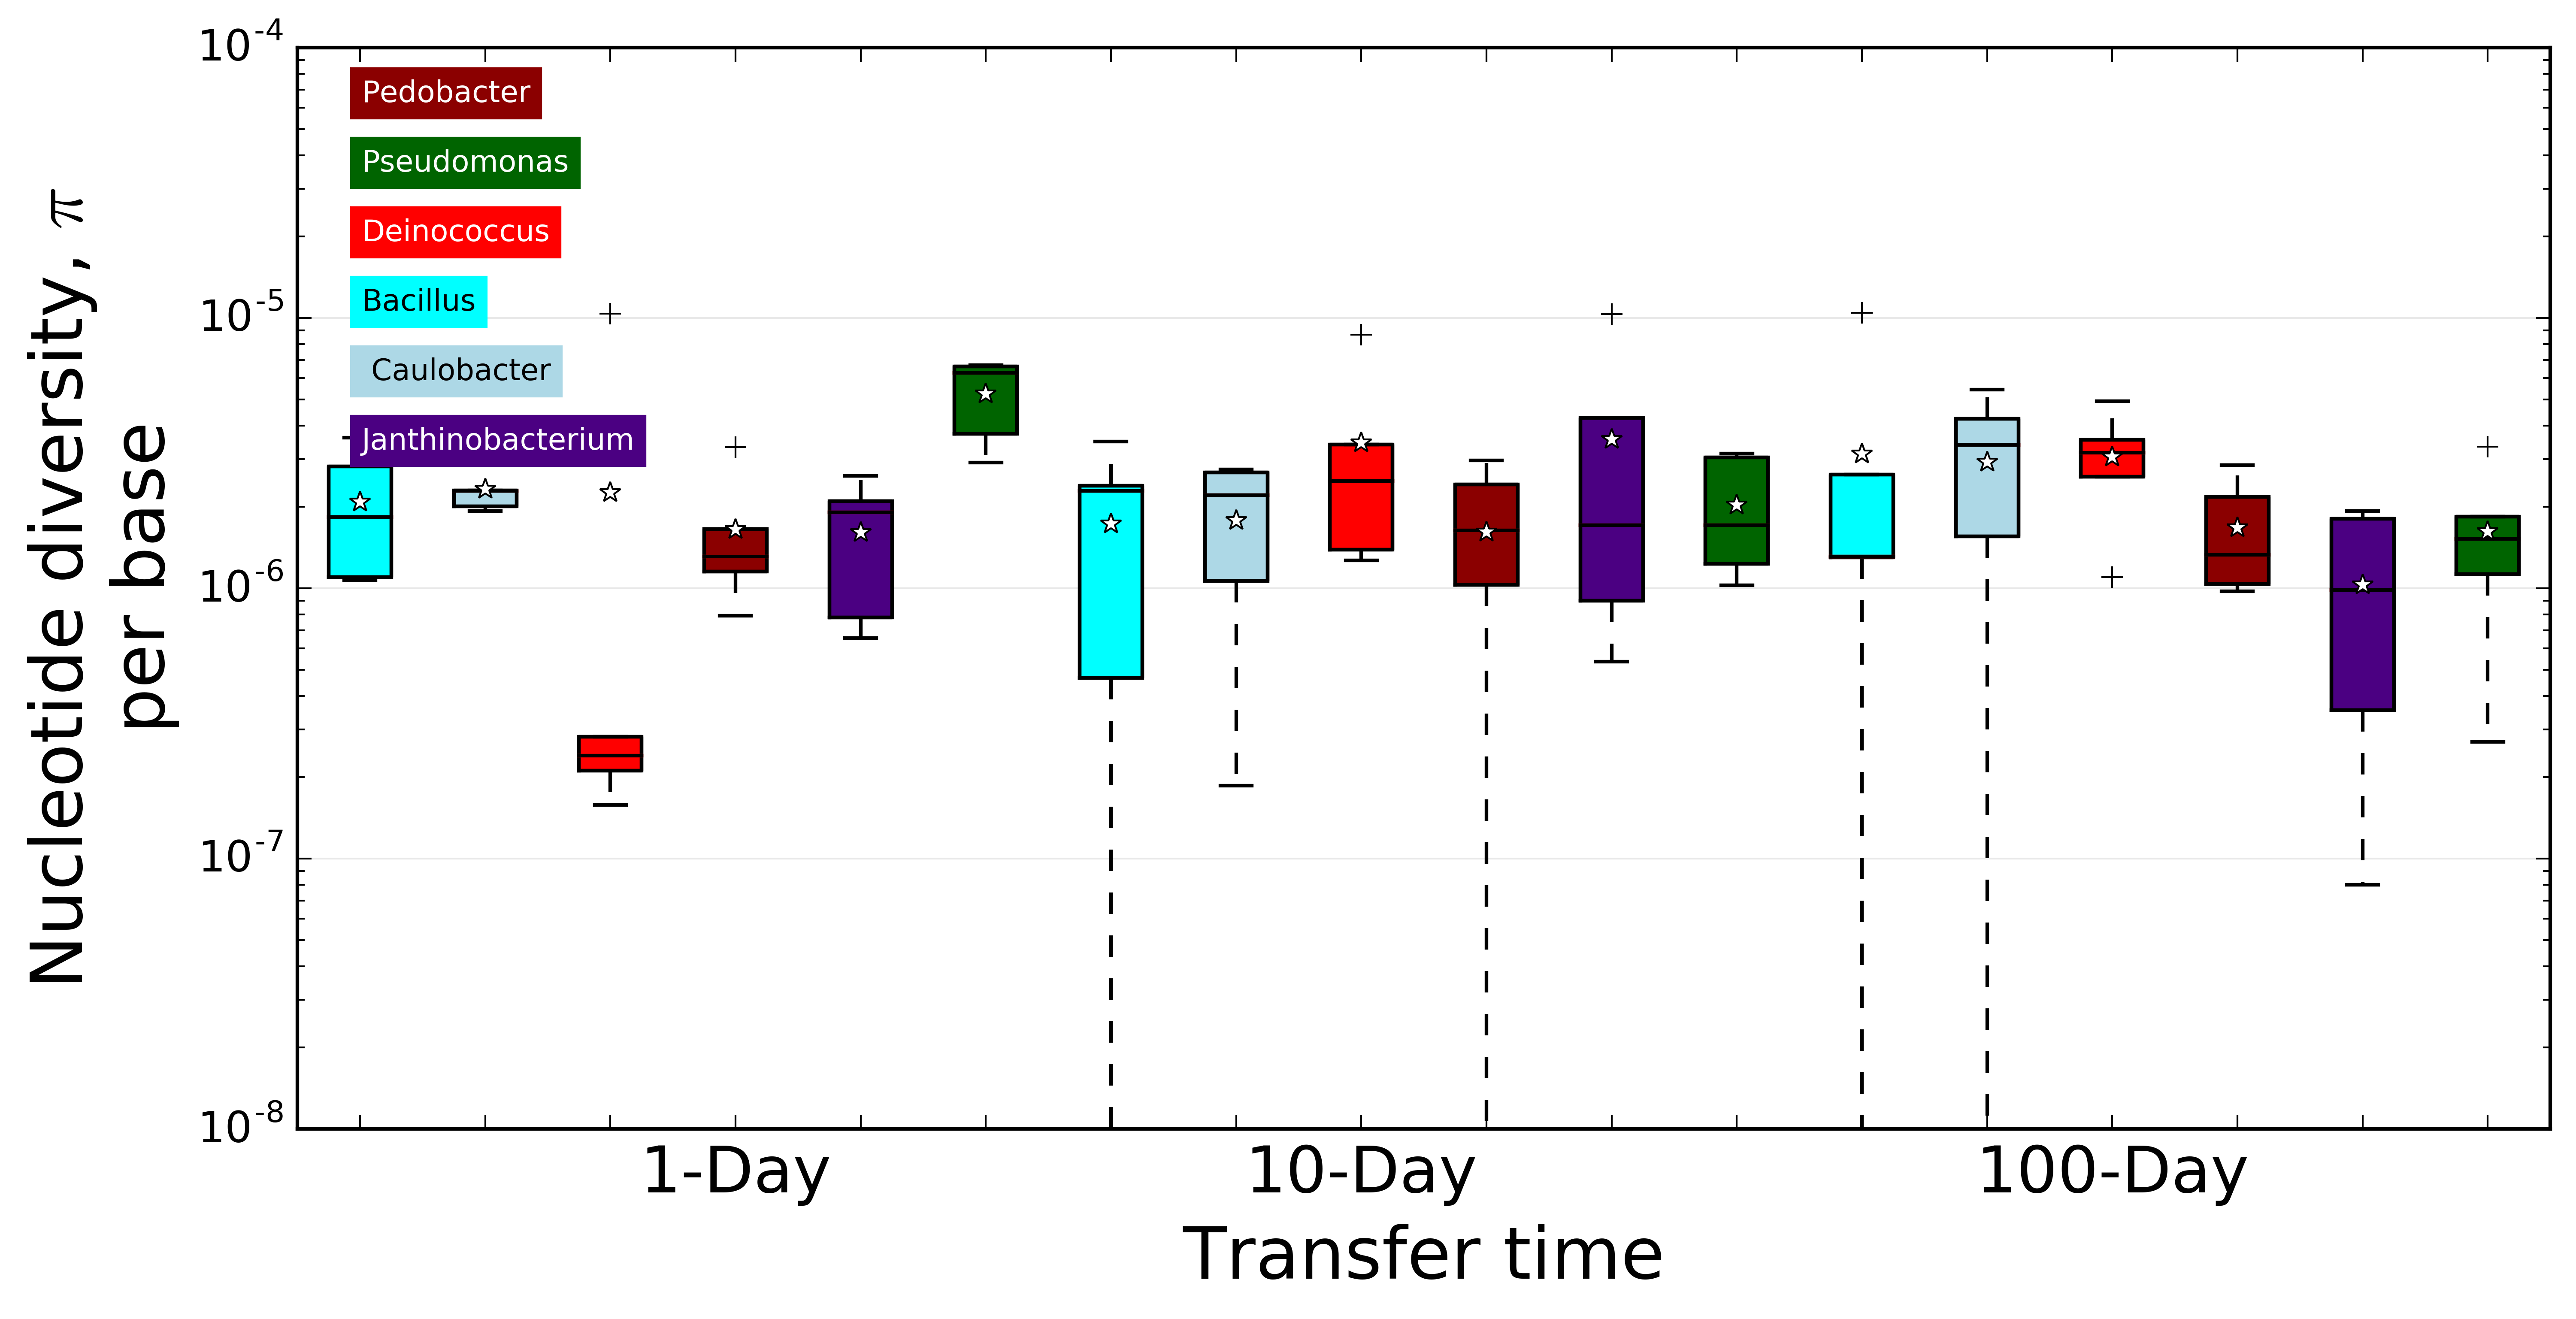 Nucleotide diversity, π
per base
10^-4
10^-5
10^-6
10^-7
10^-8
Pedobacter
Pseudomonas
Deinococcus
Bacillus
Caulobacter
Janthinobacterium
1-Day
10-Day
100-Day
Transfer time